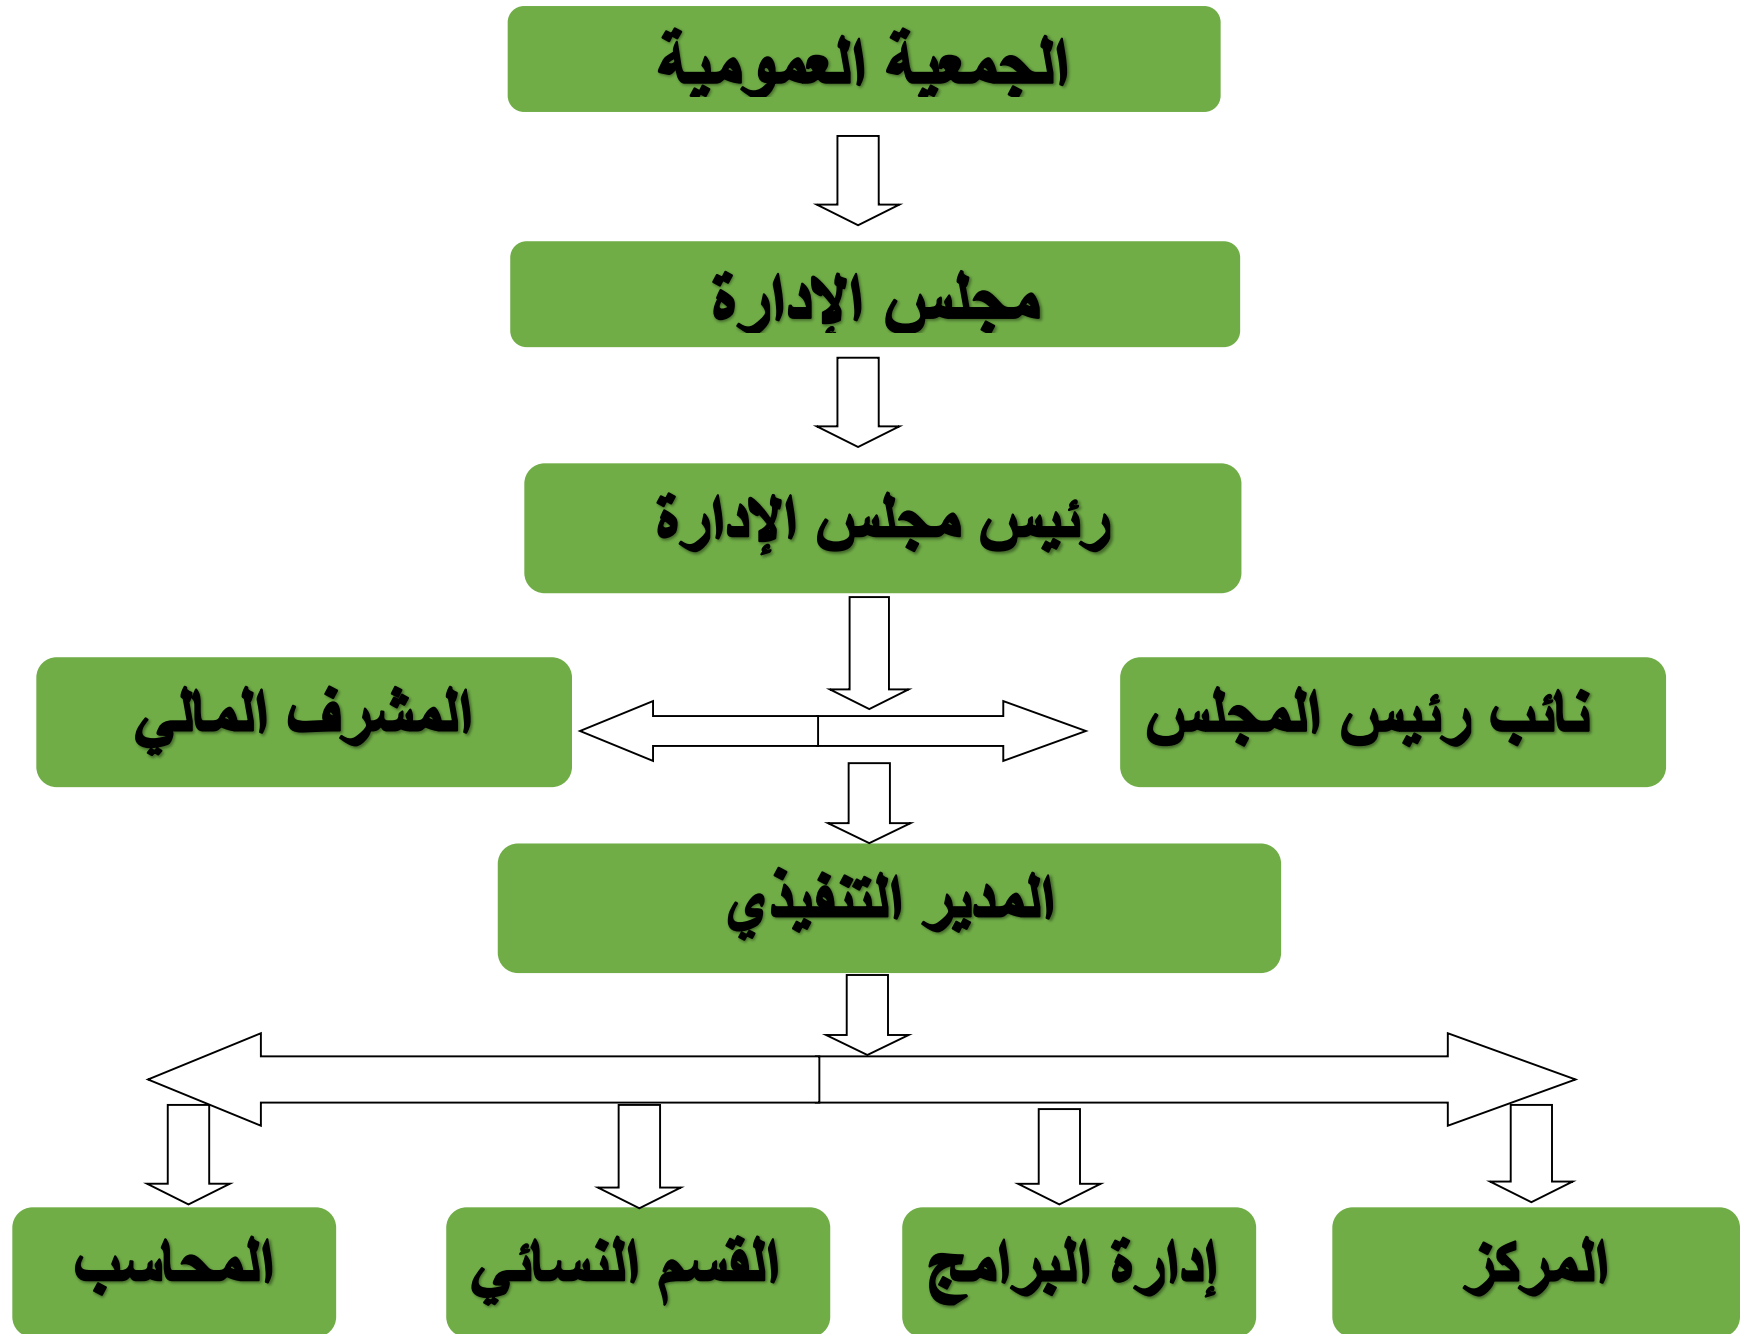 الجمعية العمومية
مجلس الإدارة
رئيس مجلس الإدارة
نائب رئيس المجلس
المشرف المالي
المدير التنفيذي
المركز
إدارة البرامج
القسم النسائي
المحاسب